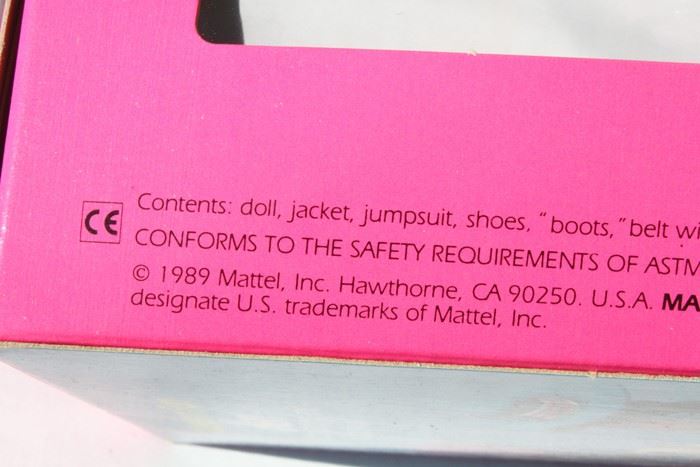 CE
Contents: doll, jacket, jumpsuit, shoes, "boots," belt wi
CONFORMS TO THE SAFETY REQUIREMENTS OF ASTM
© 1989 Mattel, Inc. Hawthorne, CA 90250. U.S.A. MA
designate U.S. trademarks of Mattel, Inc.